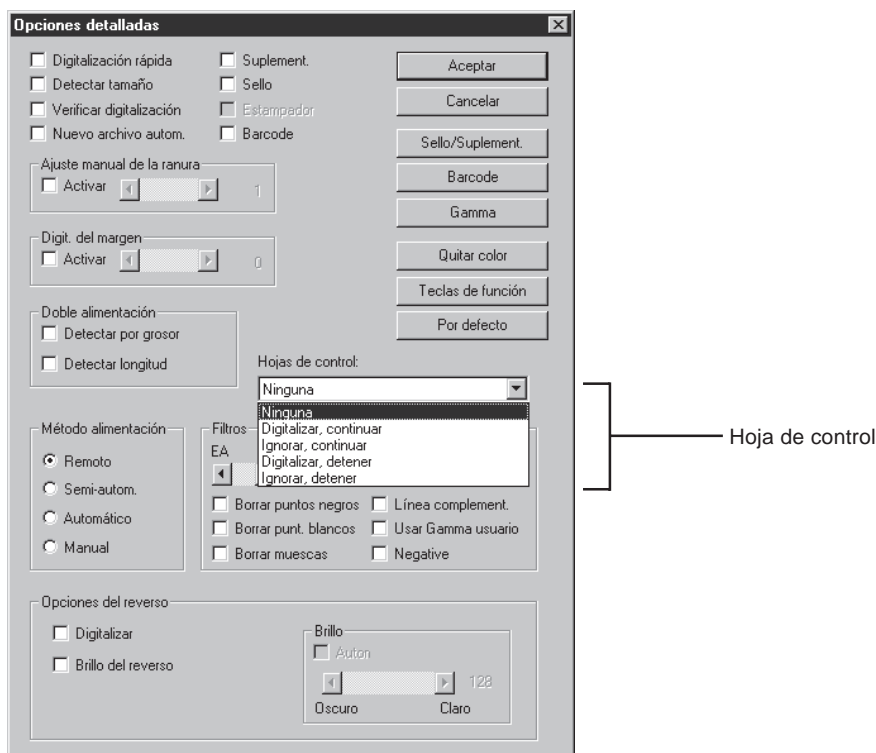 Opciones detalladas
Digitalización rápida
Detectar tamaño
Verificar digitalización
Nuevo archivo autom.
Suplement.
Sello
Estampador
Barcode
Aceptar
Cancelar
Sello/Suplement.
Barcode
Gamma
Quitar color
Teclas de función
Por defecto
Ajuste manual de la ranura
Activar 1
Digit. del margen
Activar 0
Doble alimentación
Detectar por grosor
Detectar longitud
Hojas de control:
Ninguna
Ninguna
Digitalizar, continuar
Ignorar, continuar
Digitalizar, detener
Ignorar, detener
Hoja de control
Método alimentación
Remoto
Semi-autom.
Automático
Manual
Filtros
EA
Borrar puntos negros
Borrar punt. blancos
Borrar muescas
Línea complement.
Usar Gamma usuario
Negative
Opciones del reverso
Digitalizar
Brillo del reverso
Brillo
Auton
128
Oscuro Claro